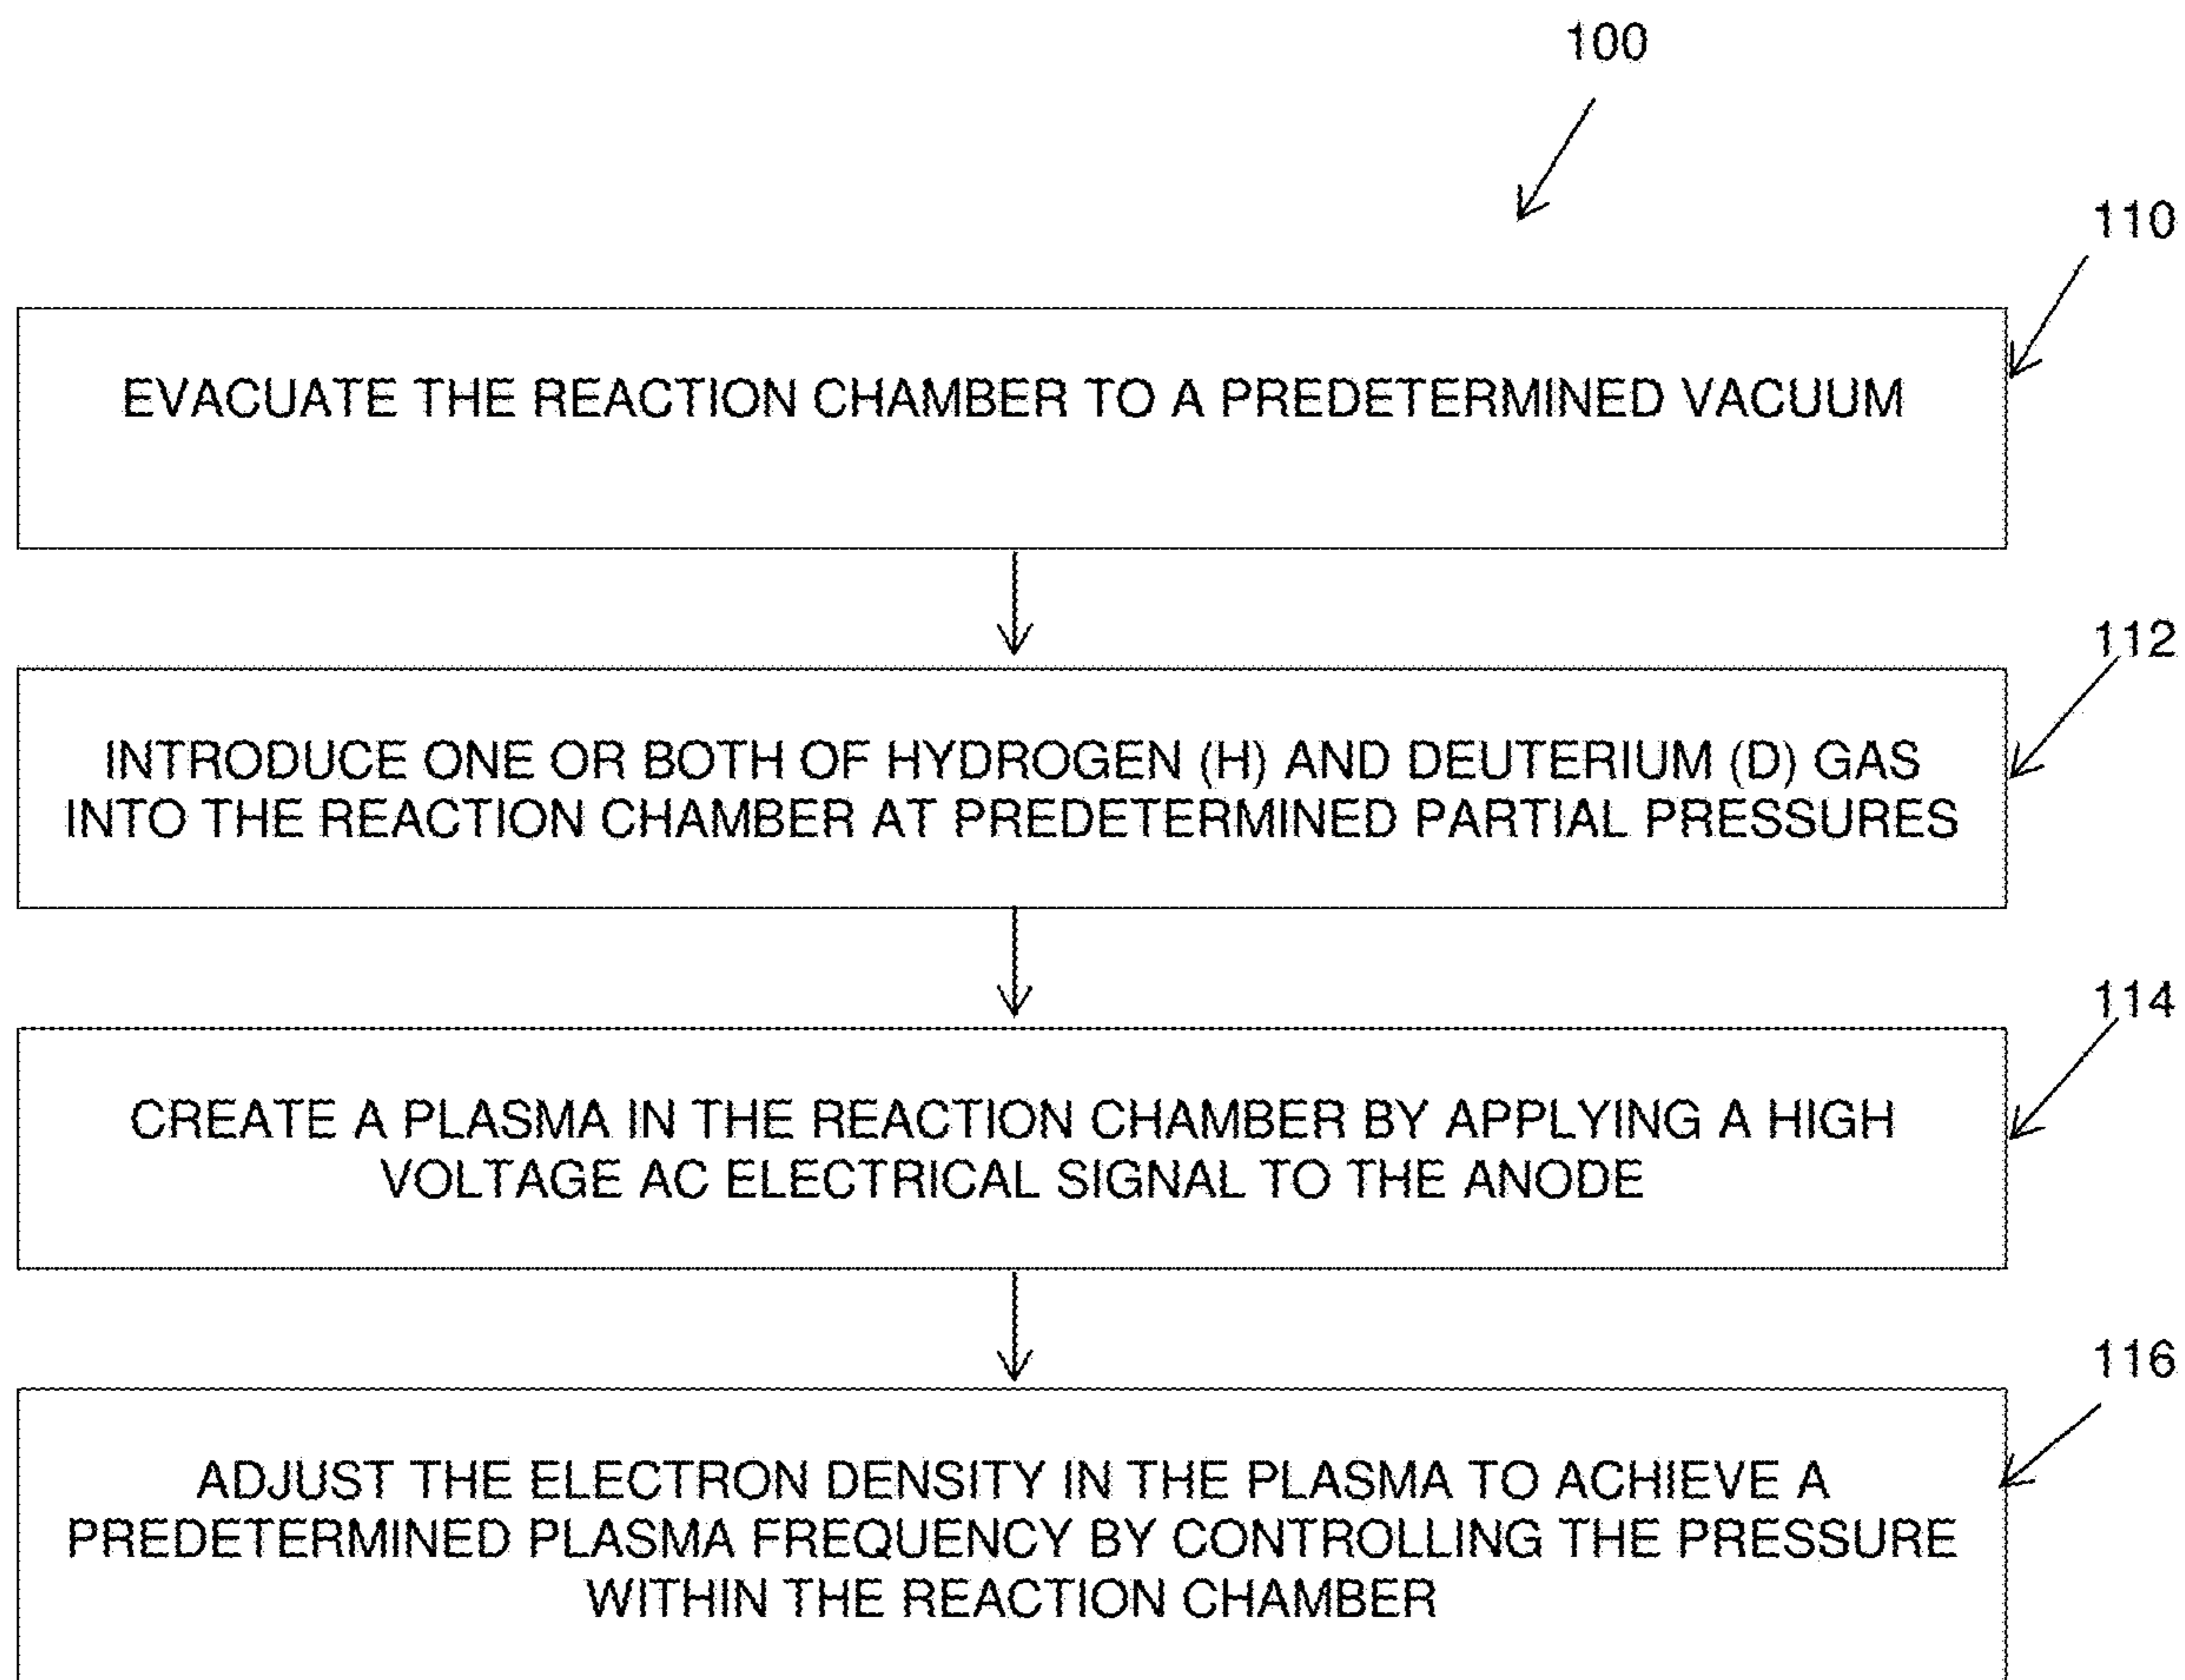 100
110
EVACUATE THE REACTION CHAMBER TO A PREDETERMINED VACUUM
112
INTRODUCE ONE OR BOTH OF HYDROGEN (H) AND DEUTERIUM (D) GAS
INTO THE REACTION CHAMBER AT PREDETERMINED PARTIAL PRESSURES
114
CREATE A PLASMA IN THE REACTION CHAMBER BY APPLYING A HIGH
VOLTAGE AC ELECTRICAL SIGNAL TO THE ANODE
116
ADJUST THE ELECTRON DENSITY IN THE PLASMA TO ACHIEVE A
PREDETERMINED PLASMA FREQUENCY BY CONTROLLING THE PRESSURE
WITHIN THE REACTION CHAMBER